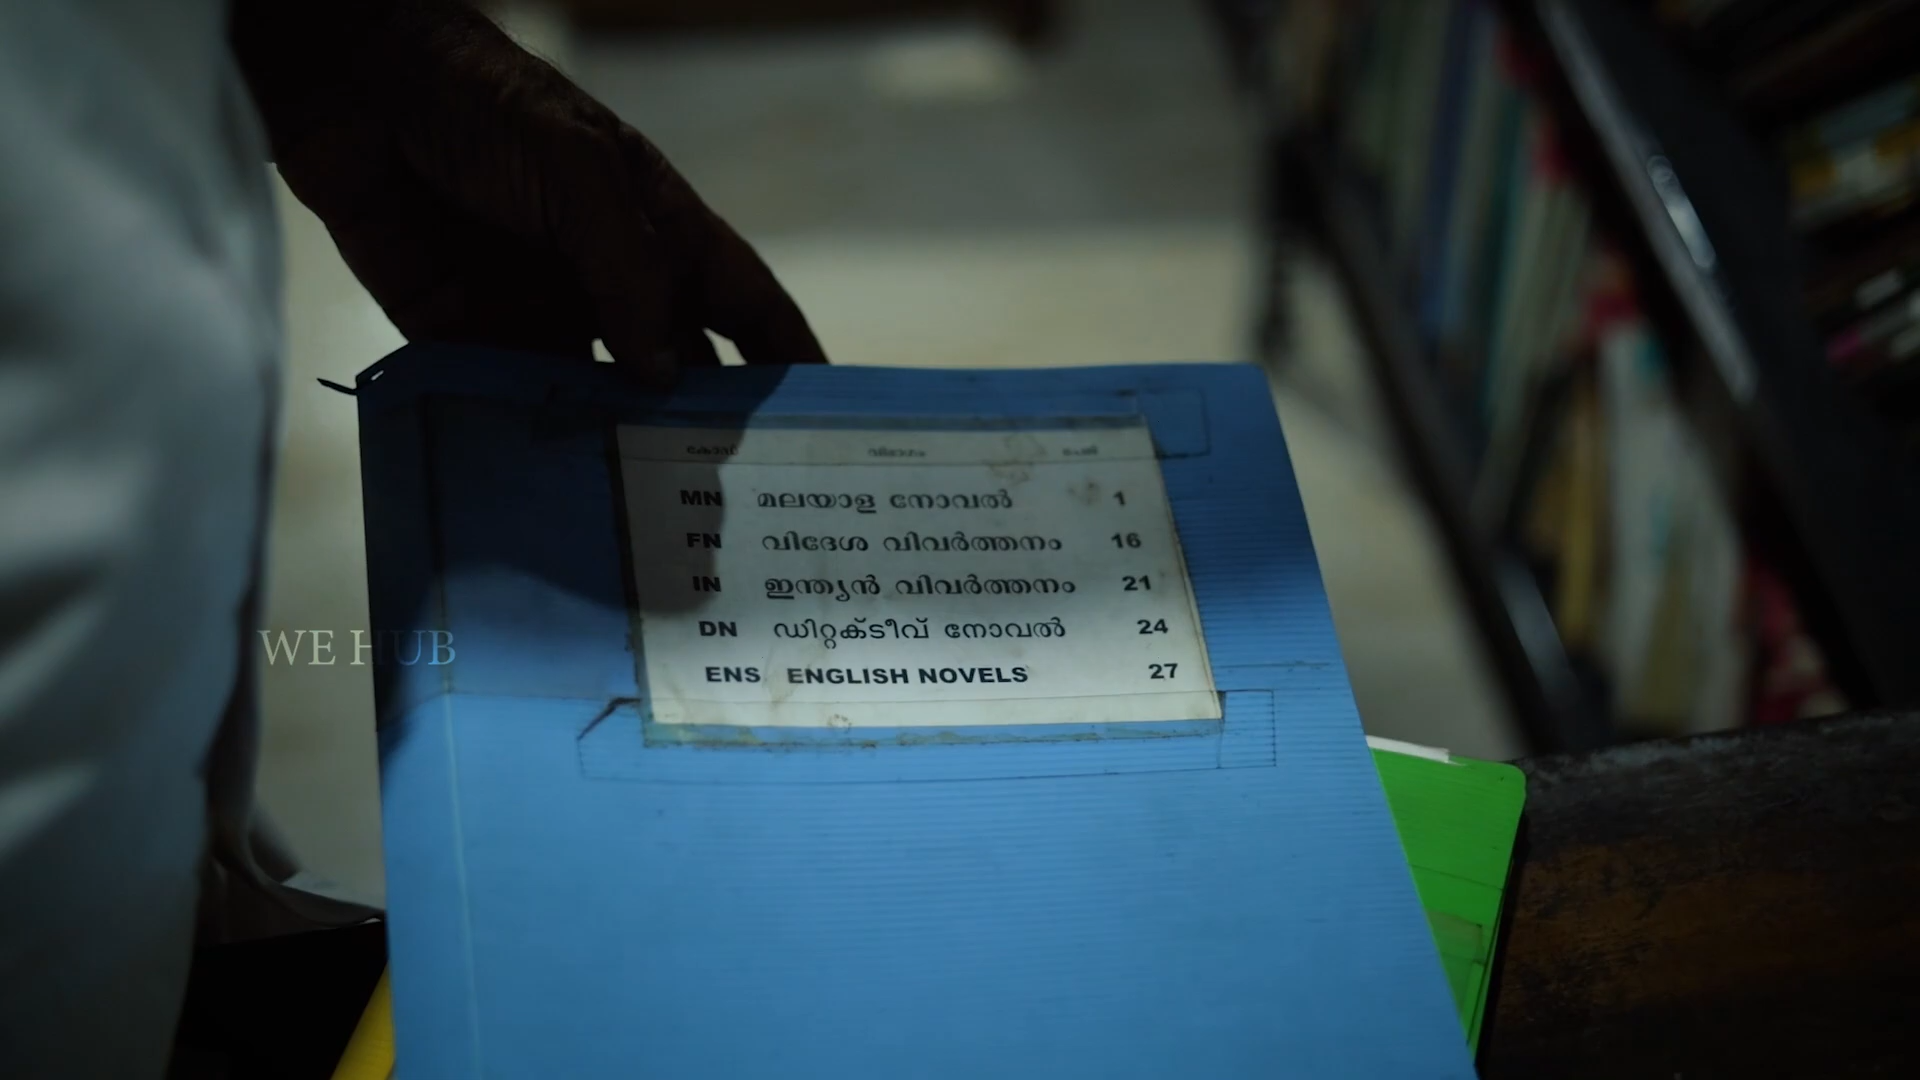 കോഡ് വിഭാഗം പേജ്
MN മലയാള നോവൽ 1
FN വിദേശ വിവർത്തനം 16
IN ഇന്ത്യൻ വിവർത്തനം 21
DN ഡിറ്റക്ടീവ് നോവൽ 24
ENS ENGLISH NOVELS 27
WE HUB